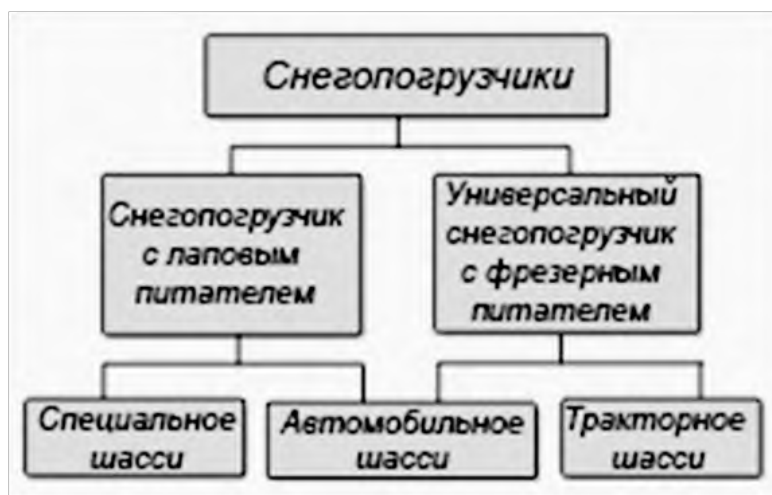 Снегопогрузчики
Снегопогрузчик
с лаповым
питателем
Универсальный
снегопогрузчик
с фрезерным
питателем
Специальное
шасси
Автомобильное
шасси
Тракторное
шасси